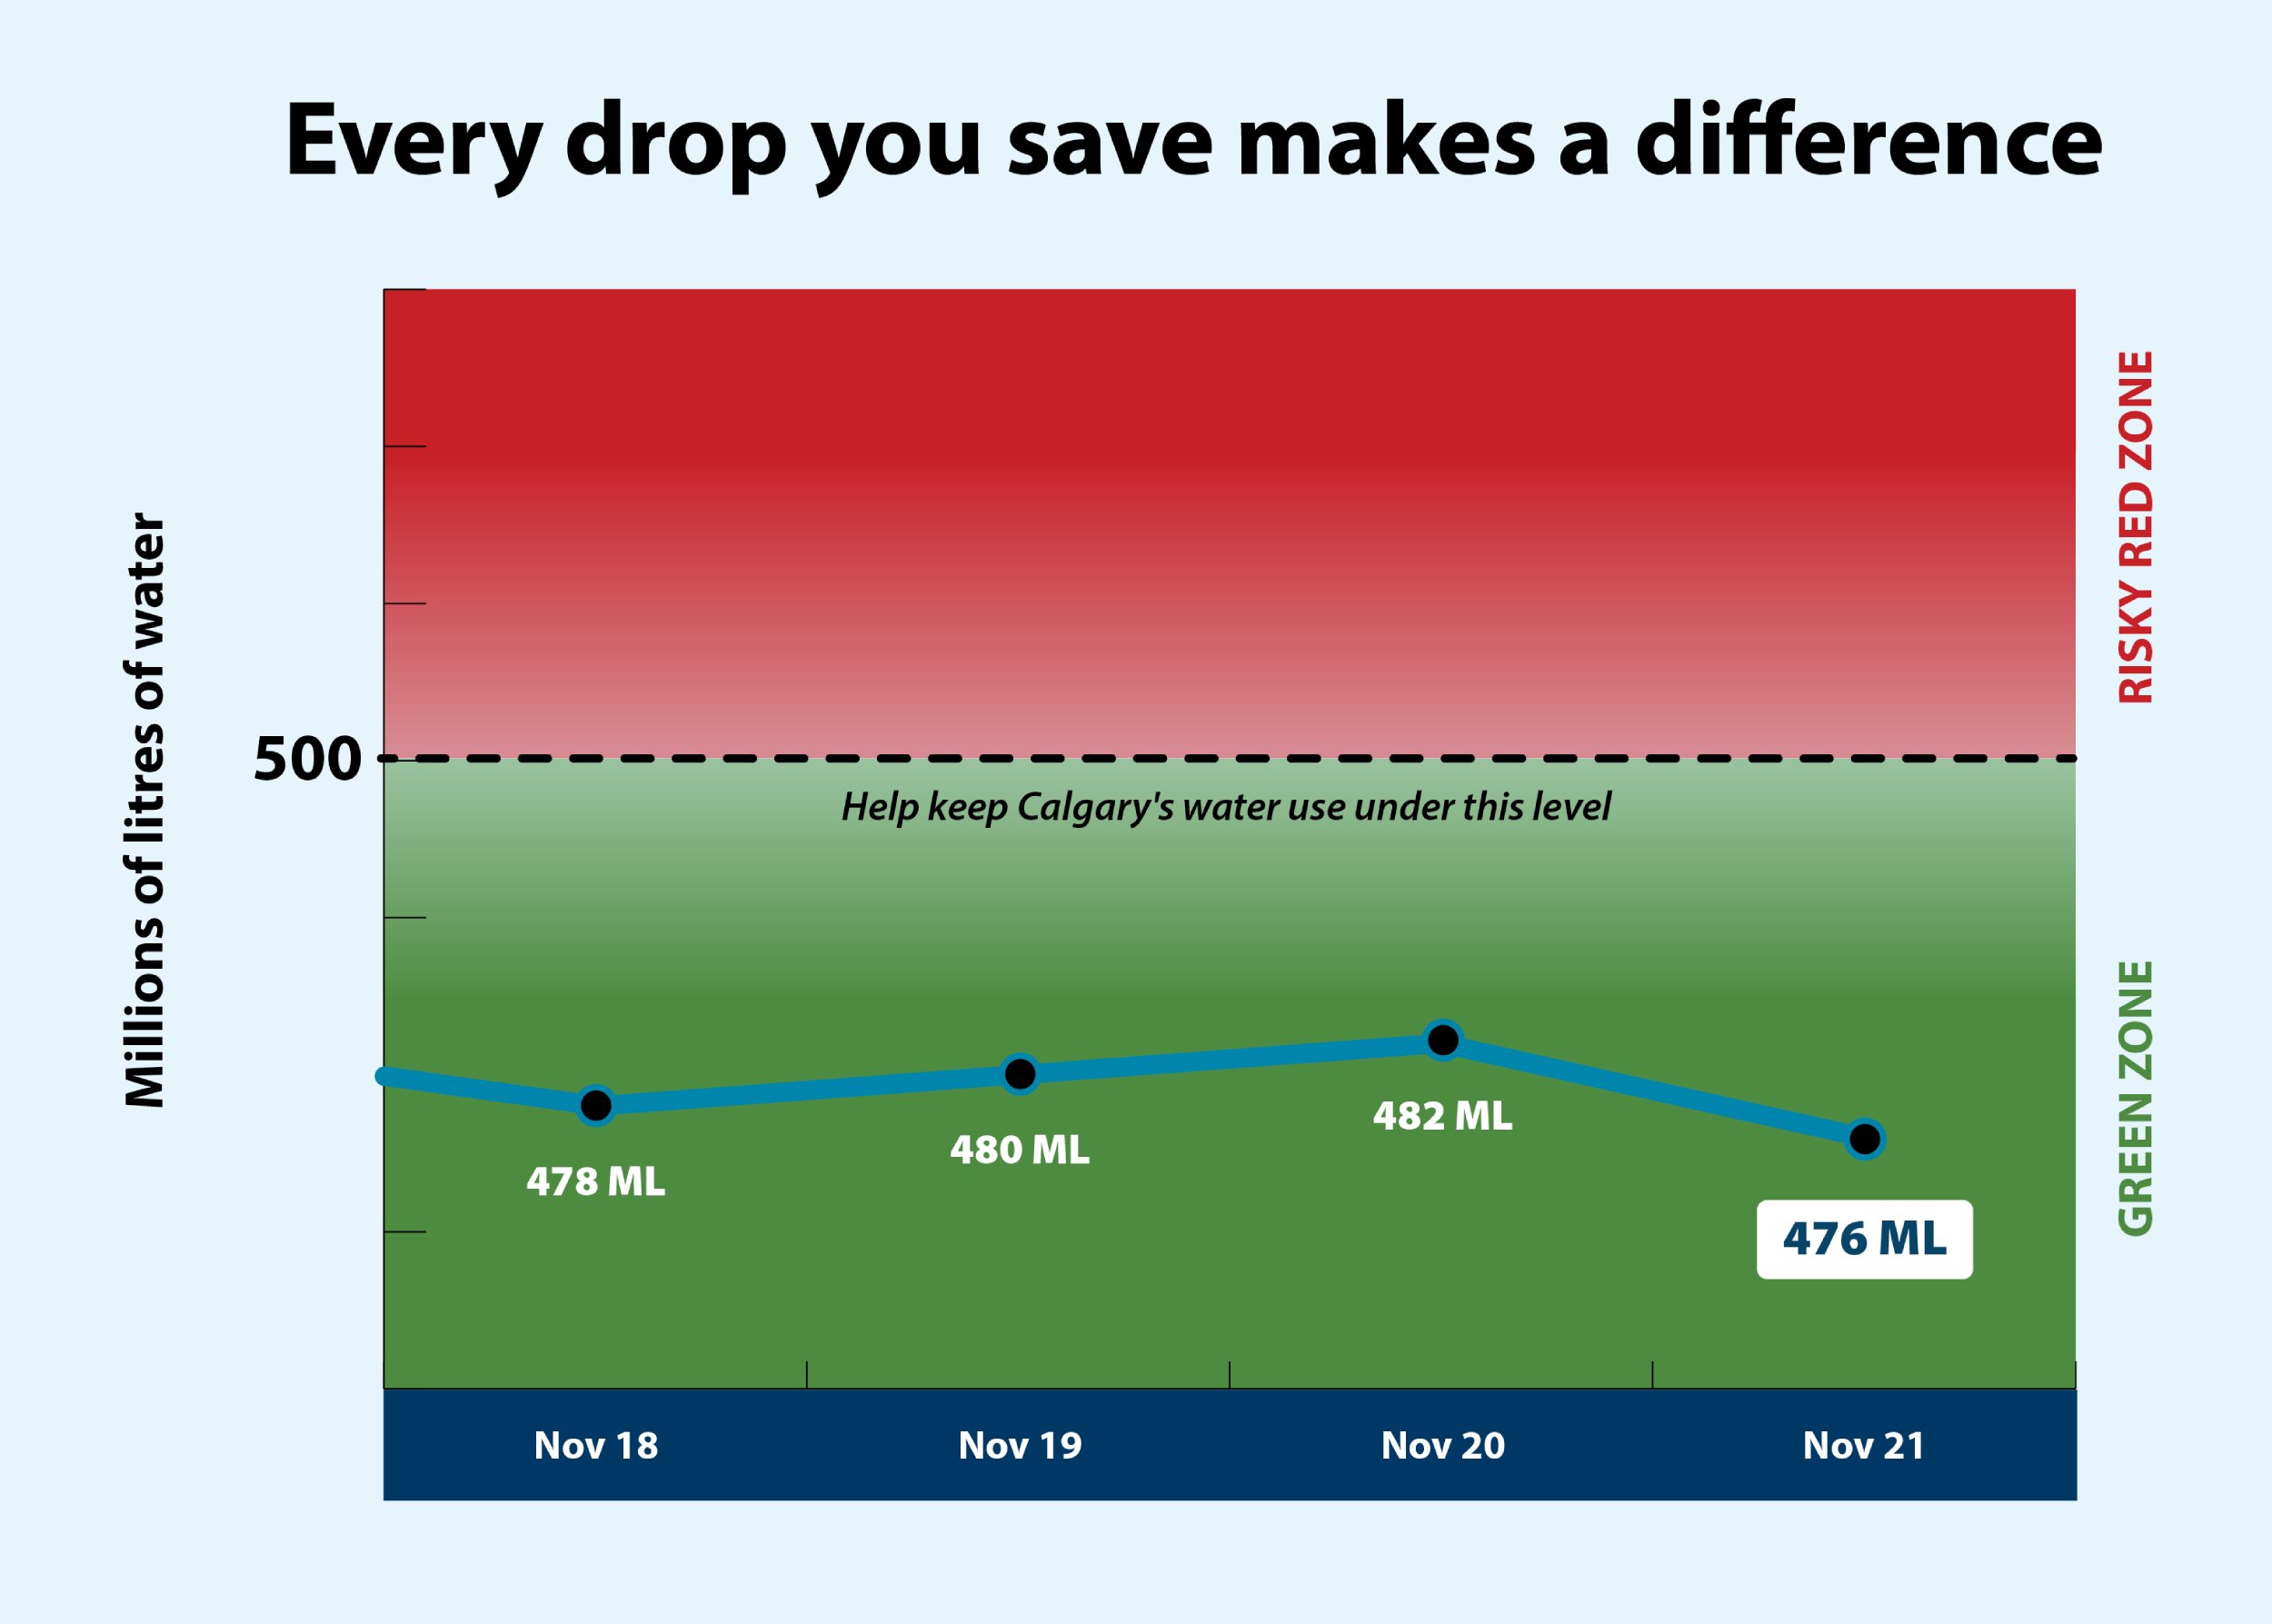 Every drop you save makes a difference
Millions of litres of water
RISKY RED ZONE
500
Help keep Calgary's water use under this level
GREEN ZONE
478 ML
480 ML
482 ML
476 ML
Nov 18
Nov 19
Nov 20
Nov 21